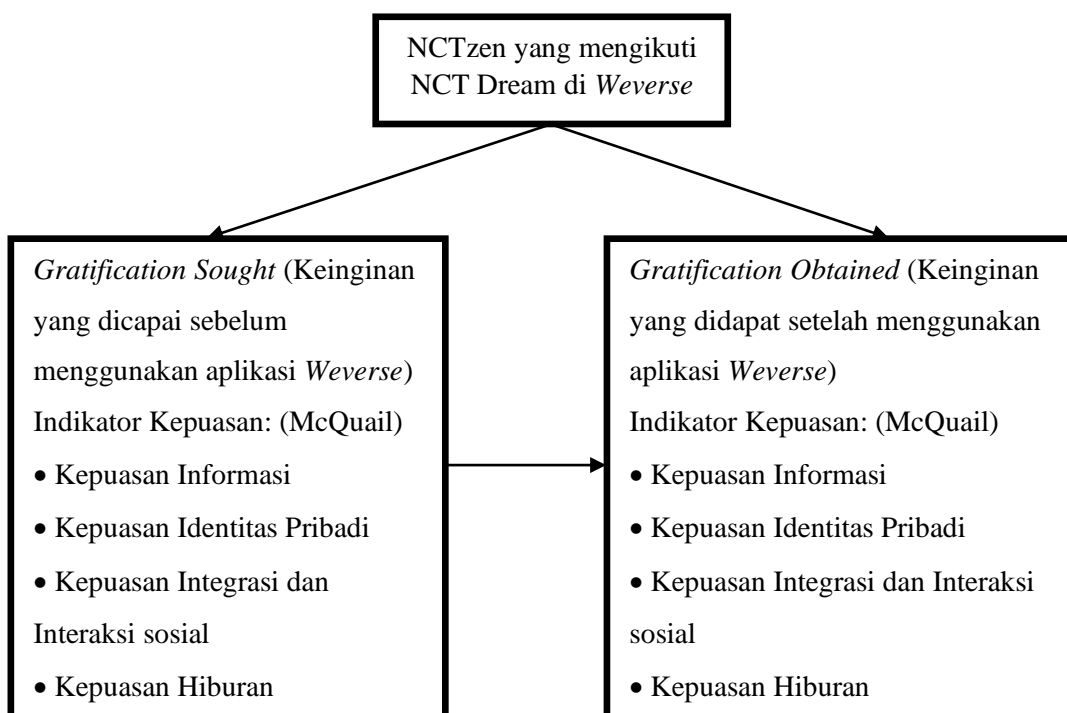 NCTzen yang mengikuti
NCT Dream di Weverse
Gratification Sought (Keinginan
yang dicapai sebelum
menggunakan aplikasi Weverse)
Indikator Kepuasan: (McQuail)
• Kepuasan Informasi
• Kepuasan Identitas Pribadi
• Kepuasan Integrasi dan
Interaksi sosial
• Kepuasan Hiburan
Gratification Obtained (Keinginan
yang didapat setelah menggunakan
aplikasi Weverse)
Indikator Kepuasan: (McQuail)
• Kepuasan Informasi
• Kepuasan Identitas Pribadi
• Kepuasan Integrasi dan Interaksi
sosial
• Kepuasan Hiburan